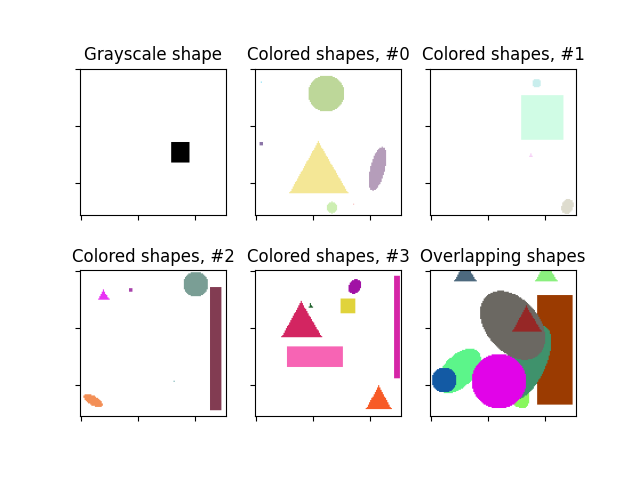 Grayscale shape
Colored shapes, #0
Colored shapes, #1
Colored shapes, #2
Colored shapes, #3
Overlapping shapes